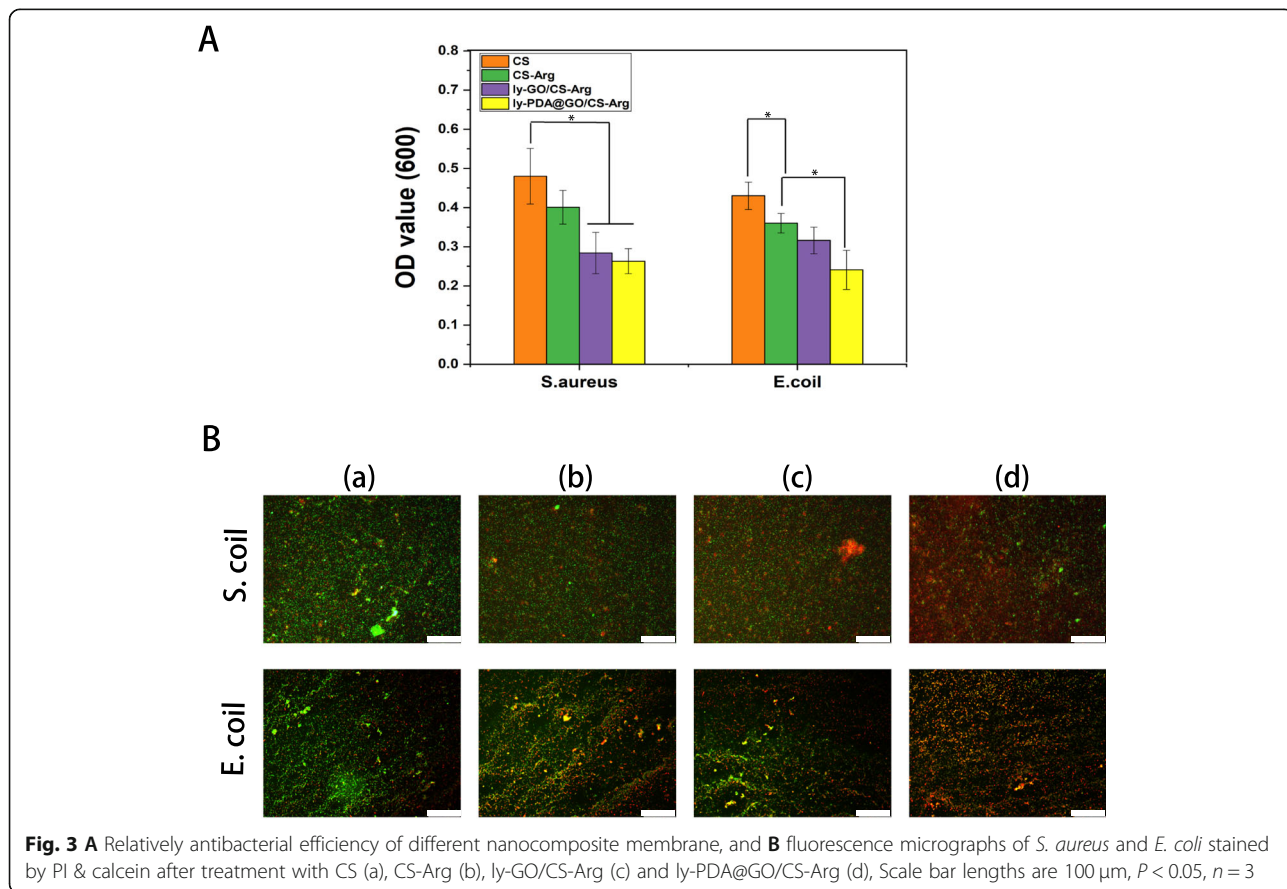 A
0.8
0.7
0.6
0.5
0.4
0.3
0.2
0.1
0.0
OD value (600)
CS
CS-Arg
ly-GO/CS-Arg
ly-PDA@GO/CS-Arg
*
*
*
S.aureus
E.coil
B
(a)
(b)
(c)
(d)
S. coil
E. coil
Fig. 3 A Relatively antibacterial efficiency of different nanocomposite membrane, and B fluorescence micrographs of S. aureus and E. coli stained
by PI & calcein after treatment with CS (a), CS-Arg (b), ly-GO/CS-Arg (c) and ly-PDA@GO/CS-Arg (d), Scale bar lengths are 100 μm, P < 0.05, n = 3